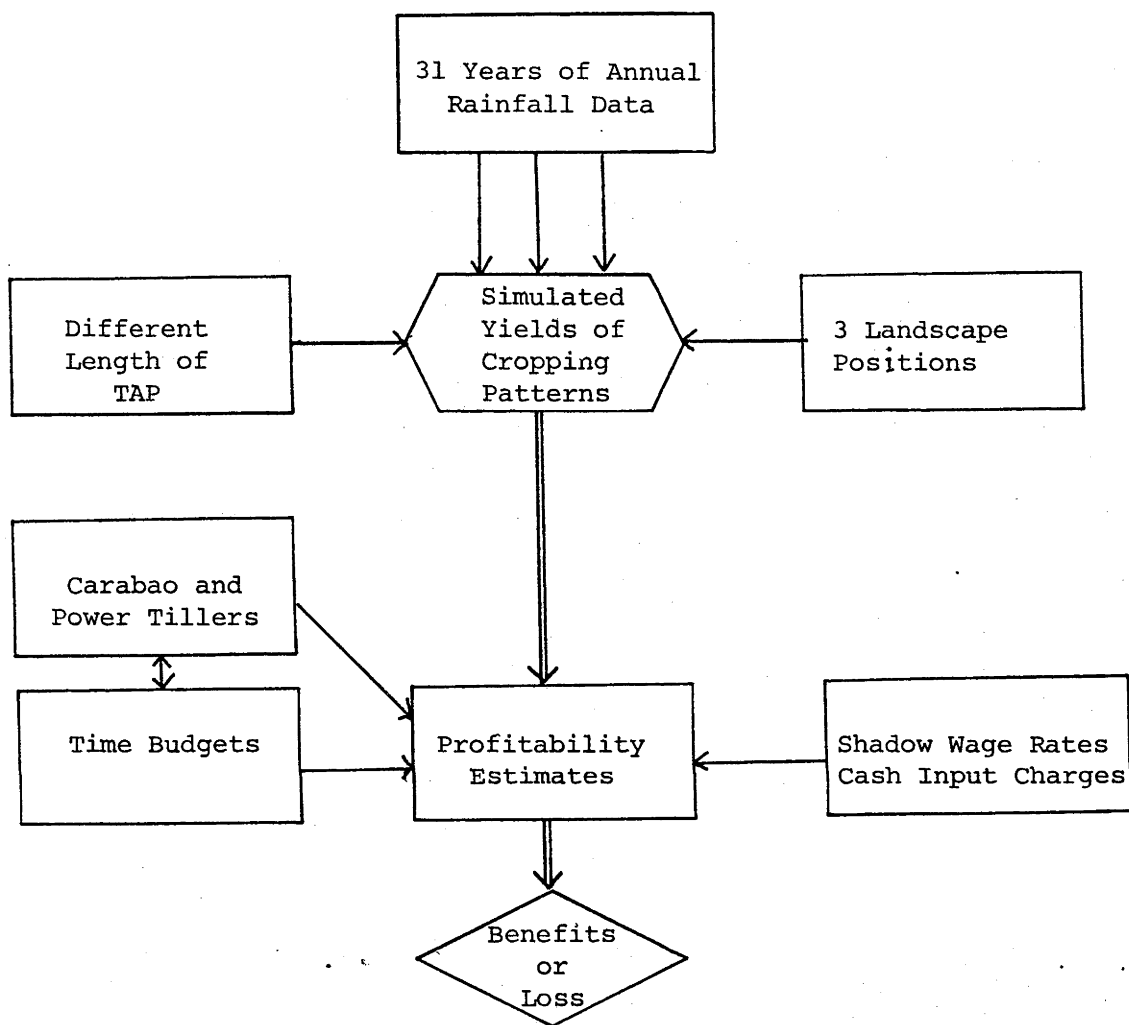 31 Years of Annual
Rainfall Data
Different
Length of
TAP
Simulated
Yields of
Cropping
Patterns
3 Landscape
Positions
Carabao and
Power Tillers
Time Budgets
Profitability
Estimates
Shadow Wage Rates
Cash Input Charges
Benefits
or
Loss